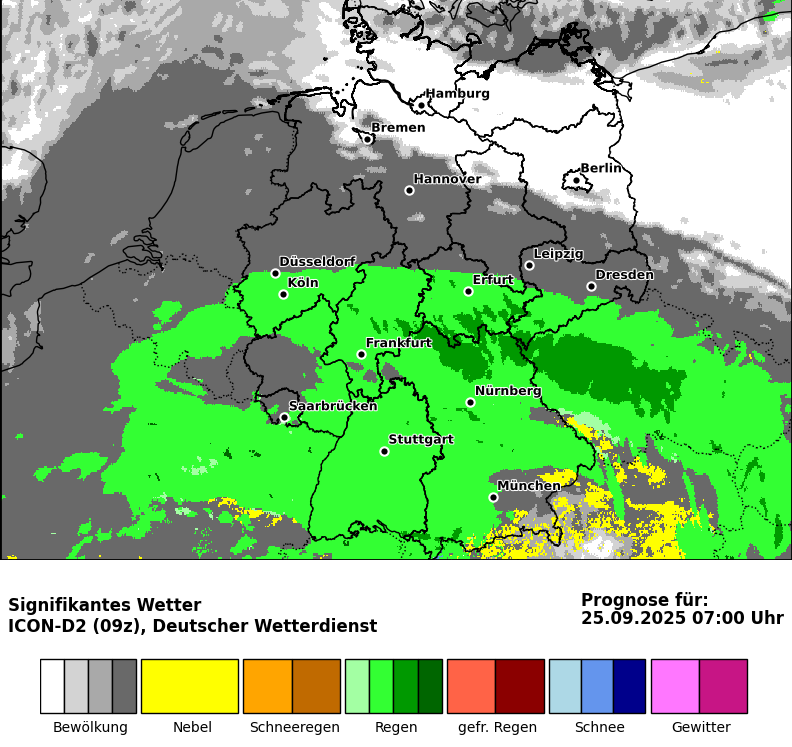 Hamburg
Bremen
Berlin
Hannover
Leipzig
Düsseldorf
Dresden
Köln
Erfurt
Frankfurt
Nürnberg
Saarbrücken
Stuttgart
München
Signifikantes Wetter
ICON-D2 (09z), Deutscher Wetterdienst
Prognose für:
25.09.2025 07:00 Uhr
Bewölkung
Nebel
Schneeregen
Regen
gefr. Regen
Schnee
Gewitter